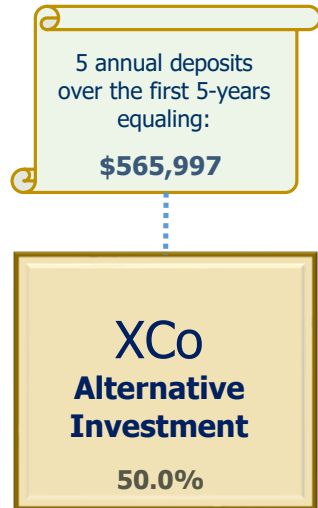 5 annual deposits
over the first 5-years
equaling:
$565,997
XCo
Alternative
Investment
50.0%